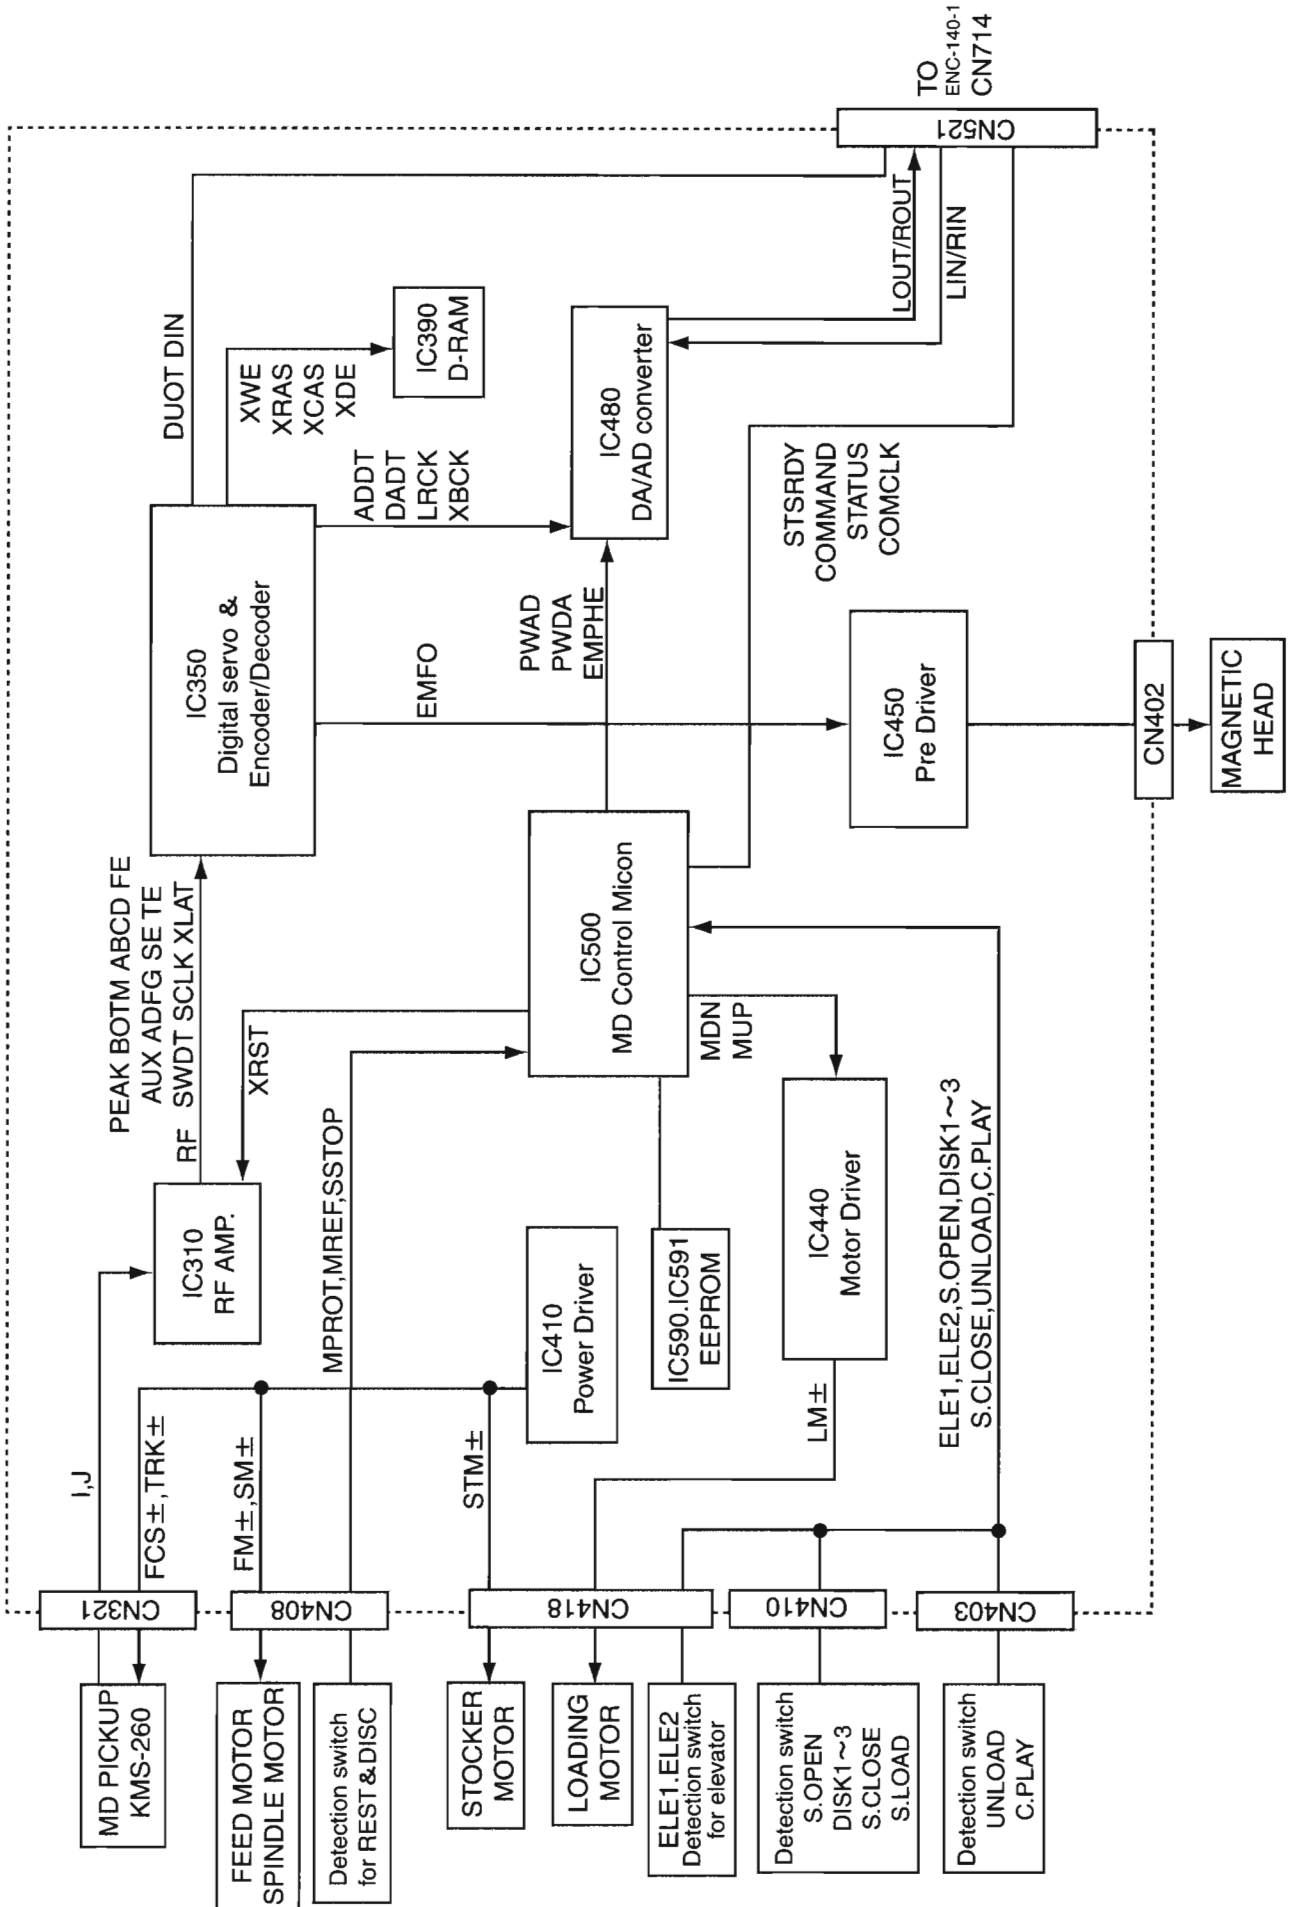 MD PICKUP
KMS-260
FEED MOTOR
SPINDLE MOTOR
Detection switch
for REST & DISC
STOCKER
MOTOR
LOADING
MOTOR
ELE1.ELE2
Detection switch
for elevator
Detection switch
S.OPEN
DISK1~3
S.CLOSE
S.LOAD
Detection switch
UNLOAD
C.PLAY
CN321
CN408
CN418
CN410
CN403
I,J
FCS±,TRK±
FM±,SM±
STM±
LM±
MPROT,MREF,SSTOP
ELE1,ELE2,S.OPEN,DISK1~3
S.CLOSE,UNLOAD,C.PLAY
IC310
RF AMP.
IC410
Power Driver
IC590.IC591
EEPROM
IC440
Motor Driver
PEAK BOTM ABCD FE
AUX ADFG SE TE
RF SWDT SCLK XLAT
XRST
MDN
MUP
IC500
MD Control Micon
IC350
Digital servo &
Encoder/Decoder
EMFO
PWAD
PWDA
EMPHE
IC450
Pre Driver
CN402
MAGNETIC
HEAD
DUOT DIN
XWE
XRAS
XCAS
XDE
ADDT
DADT
LRCK
XBCK
IC390
D-RAM
IC480
DA/AD converter
STSRDY
COMMAND
STATUS
COMCLK
LOUT/ROUT
LIN/RIN
CN521
TO
ENC-140-1
CN714